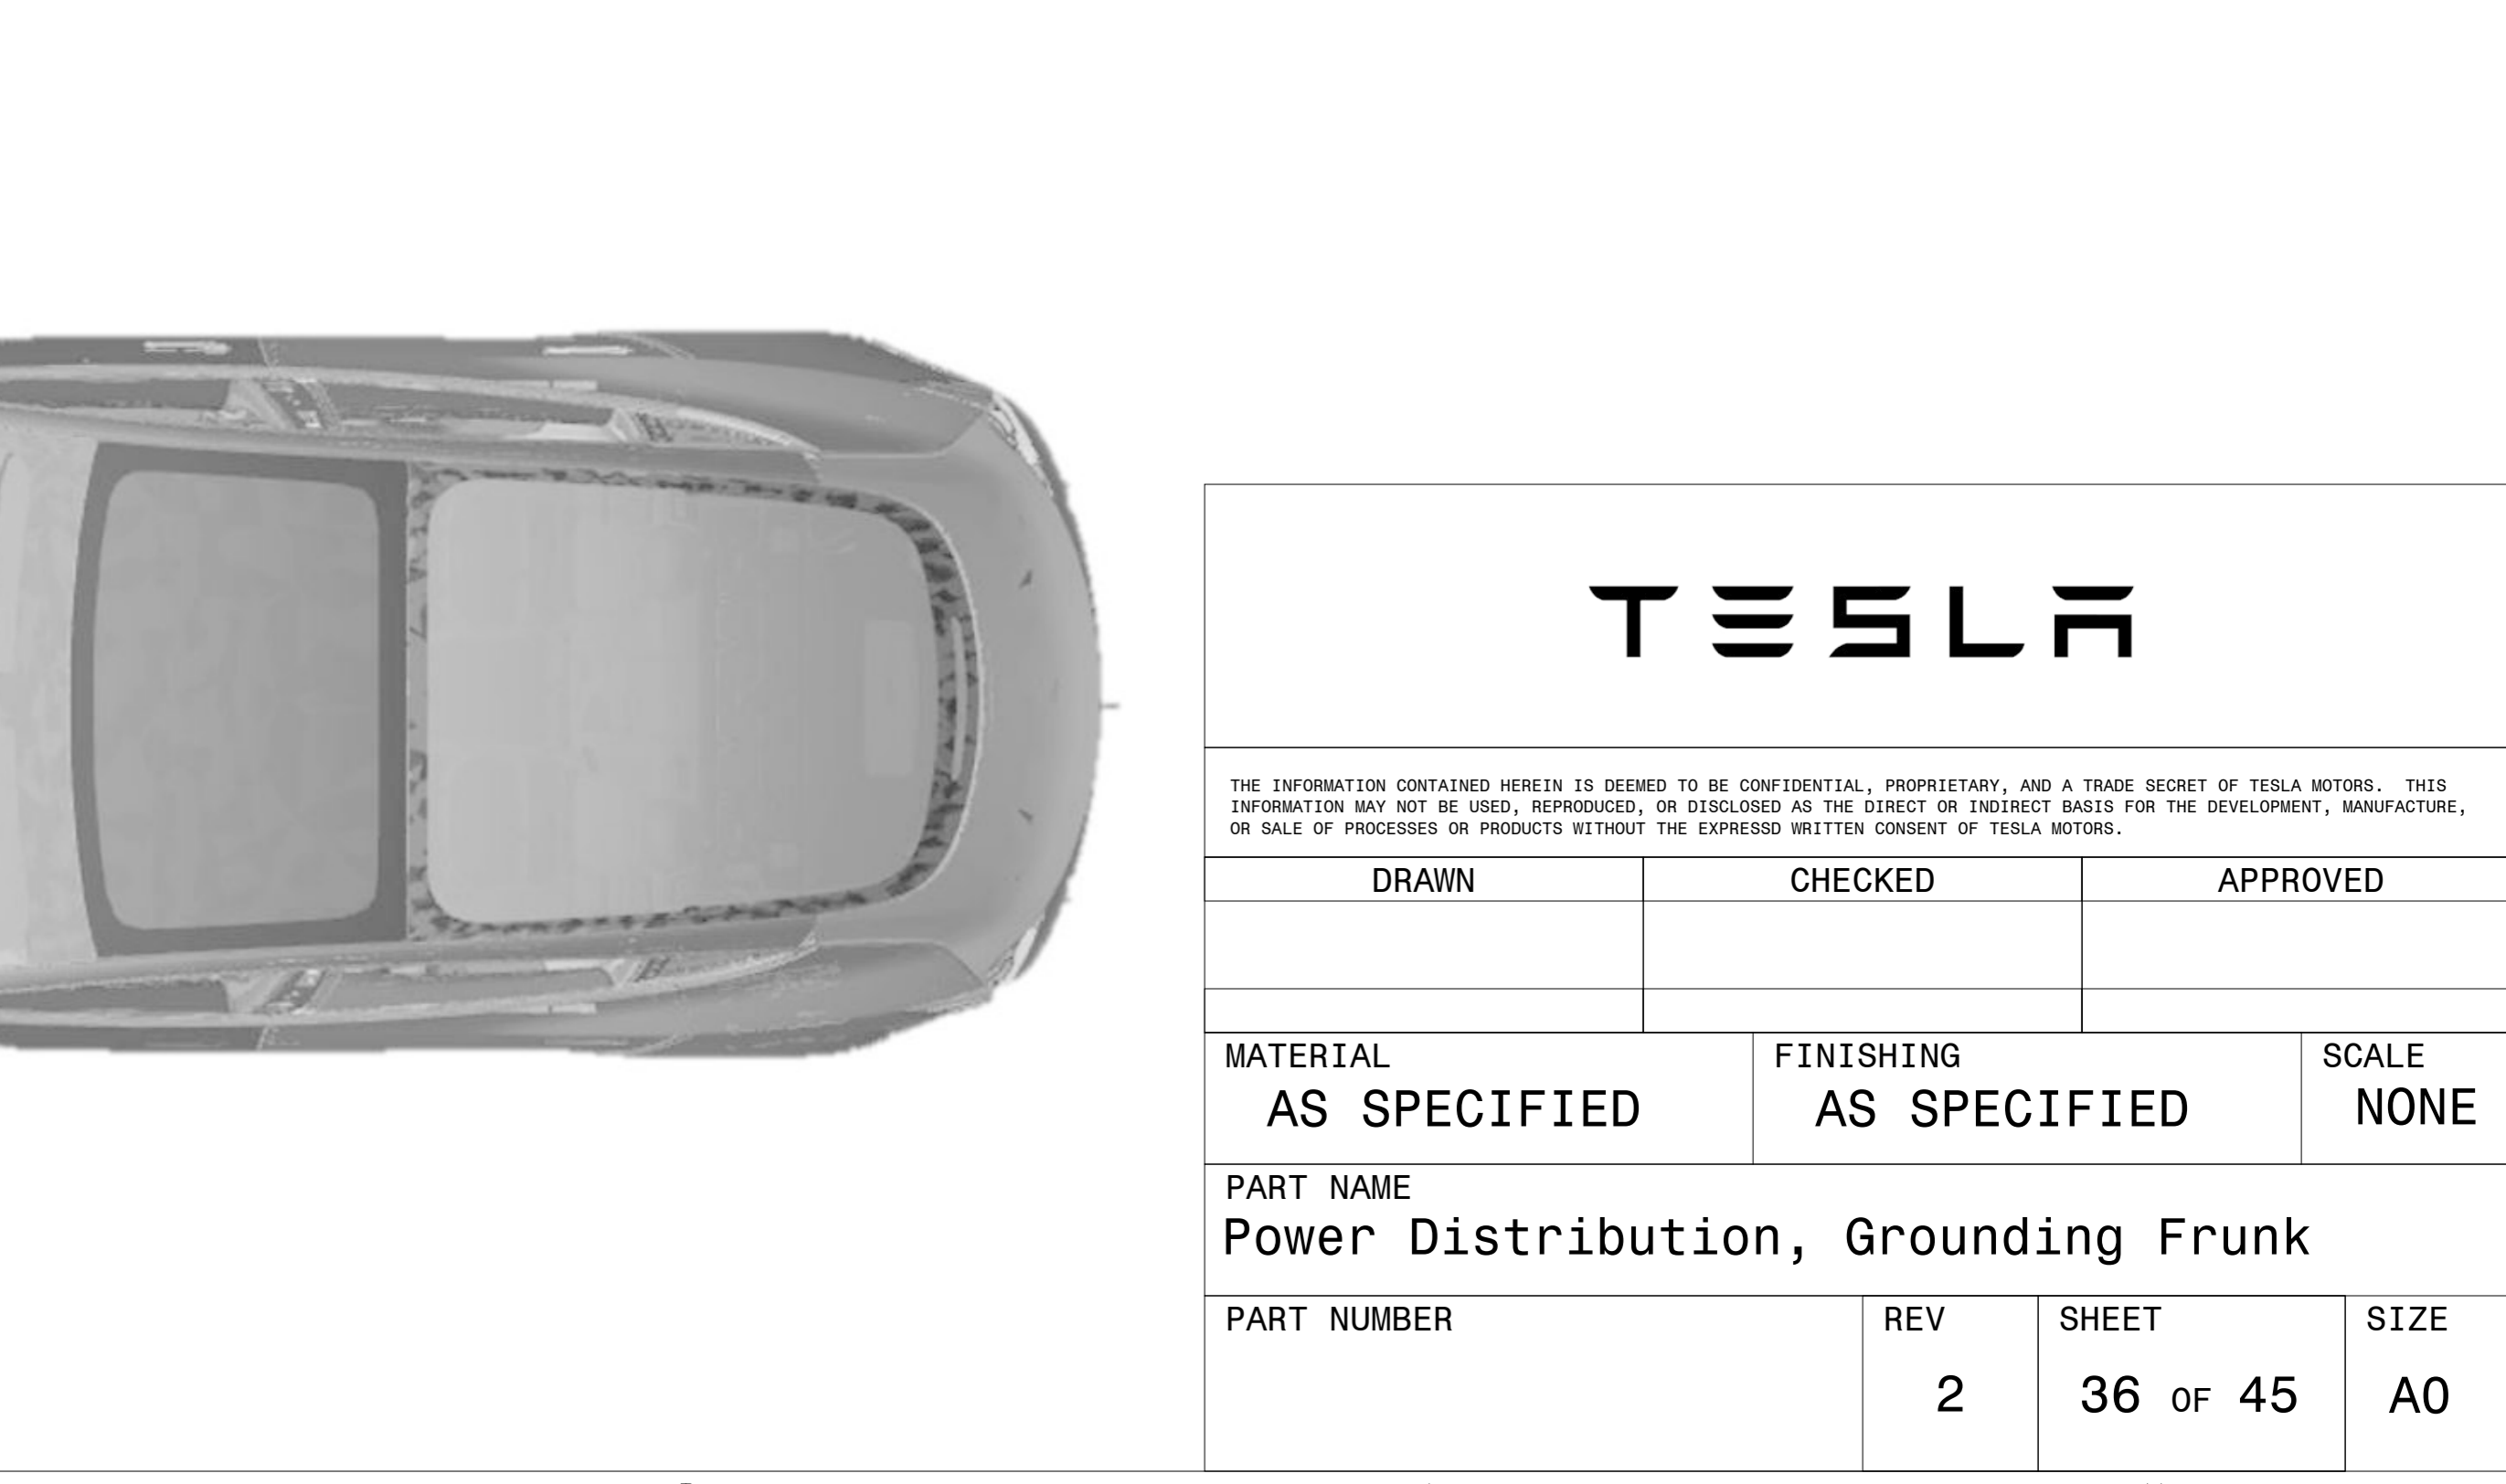 TESLA
THE INFORMATION CONTAINED HEREIN IS DEEMED TO BE CONFIDENTIAL, PROPRIETARY, AND A TRADE SECRET OF TESLA MOTORS. THIS
INFORMATION MAY NOT BE USED, REPRODUCED, OR DISCLOSED AS THE DIRECT OR INDIRECT BASIS FOR THE DEVELOPMENT, MANUFACTURE,
OR SALE OF PROCESSES OR PRODUCTS WITHOUT THE EXPRESSD WRITTEN CONSENT OF TESLA MOTORS.
DRAWN CHECKED APPROVED
MATERIAL FINISHING SCALE
AS SPECIFIED AS SPECIFIED NONE
PART NAME
Power Distribution, Grounding Frunk
PART NUMBER REV SHEET SIZE
2 36 OF 45 A0